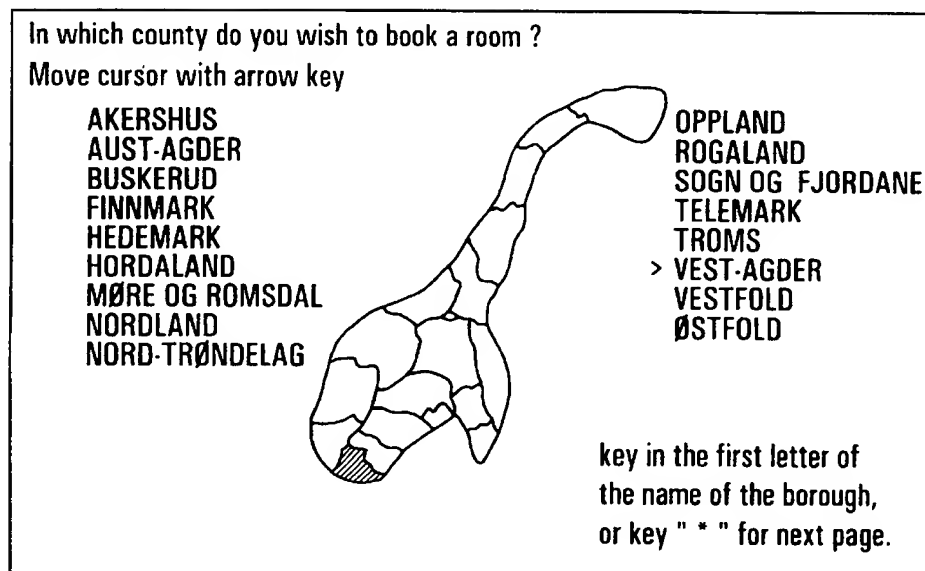 In which county do you wish to book a room ?
Move cursor with arrow key
AKERSHUS
AUST-AGDER
BUSKERUD
FINNMARK
HEDEMARK
HORDALAND
MØRE OG ROMSDAL
NORDLAND
NORD-TRØNDELAG
OPPLAND
ROGALAND
SOGN OG FJORDANE
TELEMARK
TROMS
> VEST-AGDER
VESTFOLD
ØSTFOLD
key in the first letter of
the name of the borough,
or key " * " for next page.